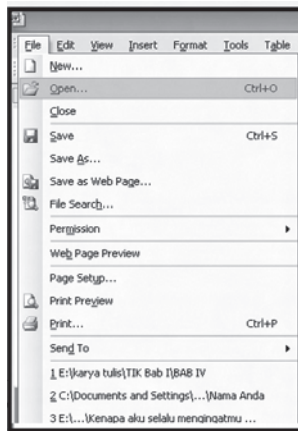 File Edit View Insert Format Tools Table
New...
Open... Ctrl+O
Close
Save Ctrl+S
Save As...
Save as Web Page...
File Search...
Permission
Web Page Preview
Page Setup...
Print Preview
Print... Ctrl+P
Send To
1 E:\karya tulis\TIK Bab I\BAB IV
2 C:\Documents and Settings\...\Nama Anda
3 E:\...\Kenapa aku selalu mengingatmu ...